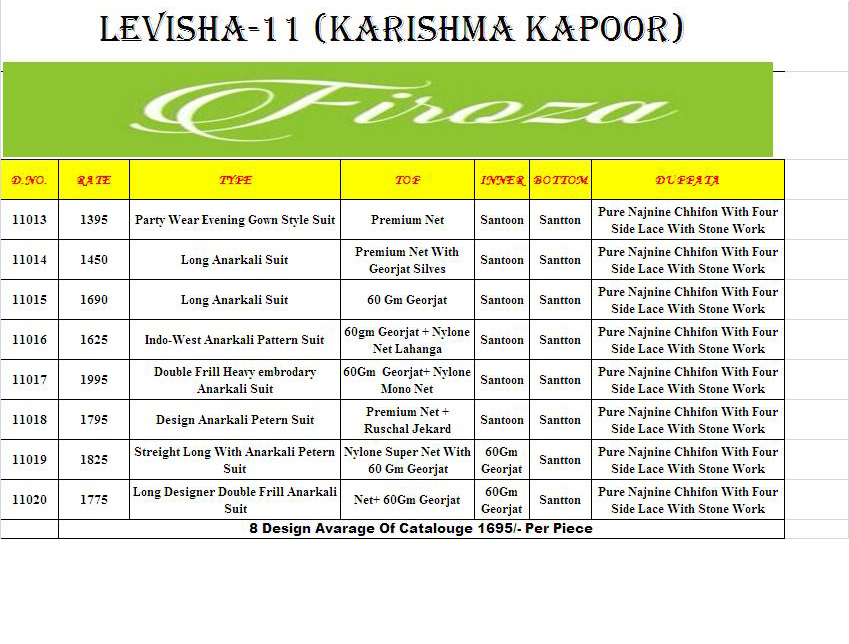 LEVISHA-11 (KARISHMA KAPOOR)
Firoza
D.NO. RATE TYPE TOP INNER BOTTOM DUPPATA
11013 1395 Party Wear Evening Gown Style Suit Premium Net Santoon Santton Pure Najnine Chhifon With Four
Side Lace With Stone Work
11014 1450 Long Anarkali Suit Premium Net With
Georjat Silves Santoon Santton Pure Najnine Chhifon With Four
Side Lace With Stone Work
11015 1690 Long Anarkali Suit 60 Gm Georjat Santoon Santton Pure Najnine Chhifon With Four
Side Lace With Stone Work
11016 1625 Indo-West Anarkali Pattern Suit 60gm Georjat + Nylone
Net Lahanga Santoon Santton Pure Najnine Chhifon With Four
Side Lace With Stone Work
11017 1995 Double Frill Heavy embrodary
Anarkali Suit 60Gm Georjat+ Nylone
Mono Net Santoon Santton Pure Najnine Chhifon With Four
Side Lace With Stone Work
11018 1795 Design Anarkali Petern Suit Premium Net +
Ruschal Jekard Santoon Santton Pure Najnine Chhifon With Four
Side Lace With Stone Work
11019 1825 Streight Long With Anarkali Petern
Suit Nylone Super Net With
60 Gm Georjat 60Gm
Georjat Santton Pure Najnine Chhifon With Four
Side Lace With Stone Work
11020 1775 Long Designer Double Frill Anarkali
Suit Net+ 60Gm Georjat 60Gm
Georjat Santton Pure Najnine Chhifon With Four
Side Lace With Stone Work
8 Design Avarage Of Catalouge 1695/- Per Piece